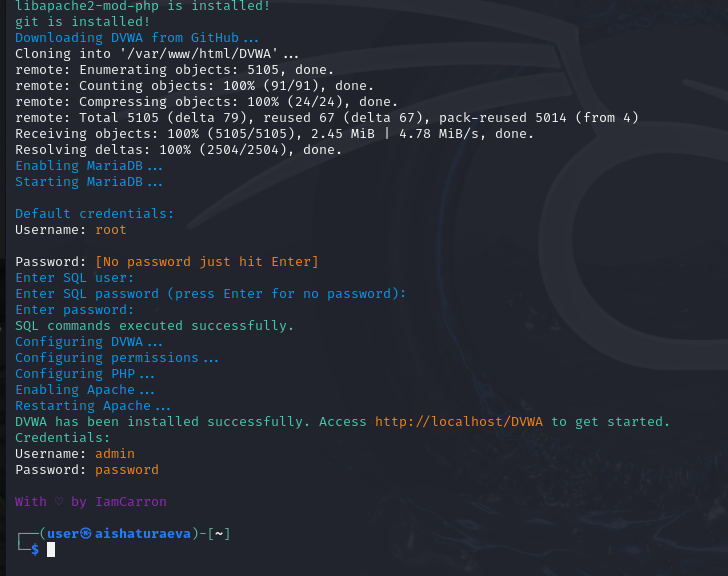 libapache2-mod-php is installed!
git is installed!
Downloading DVWA from GitHub...
Cloning into '/var/www/html/DVWA'...
remote: Enumerating objects: 5105, done.
remote: Counting objects: 100% (91/91), done.
remote: Compressing objects: 100% (24/24), done.
remote: Total 5105 (delta 79), reused 67 (delta 67), pack-reused 5014 (from 4)
Receiving objects: 100% (5105/5105), 2.45 MiB | 4.78 MiB/s, done.
Resolving deltas: 100% (2504/2504), done.
Enabling MariaDB...
Starting MariaDB...
Default credentials:
Username: root
Password: [No password just hit Enter]
Enter SQL user:
Enter SQL password (press Enter for no password):
Enter password:
SQL commands executed successfully.
Configuring DVWA...
Configuring permissions...
Configuring PHP...
Enabling Apache...
Restarting Apache...
DVWA has been installed successfully. Access http://localhost/DVWA to get started.
Credentials:
Username: admin
Password: password
With ♡ by IamCarron
┌──(user㉿aishaturaeva)-[~]
└─$